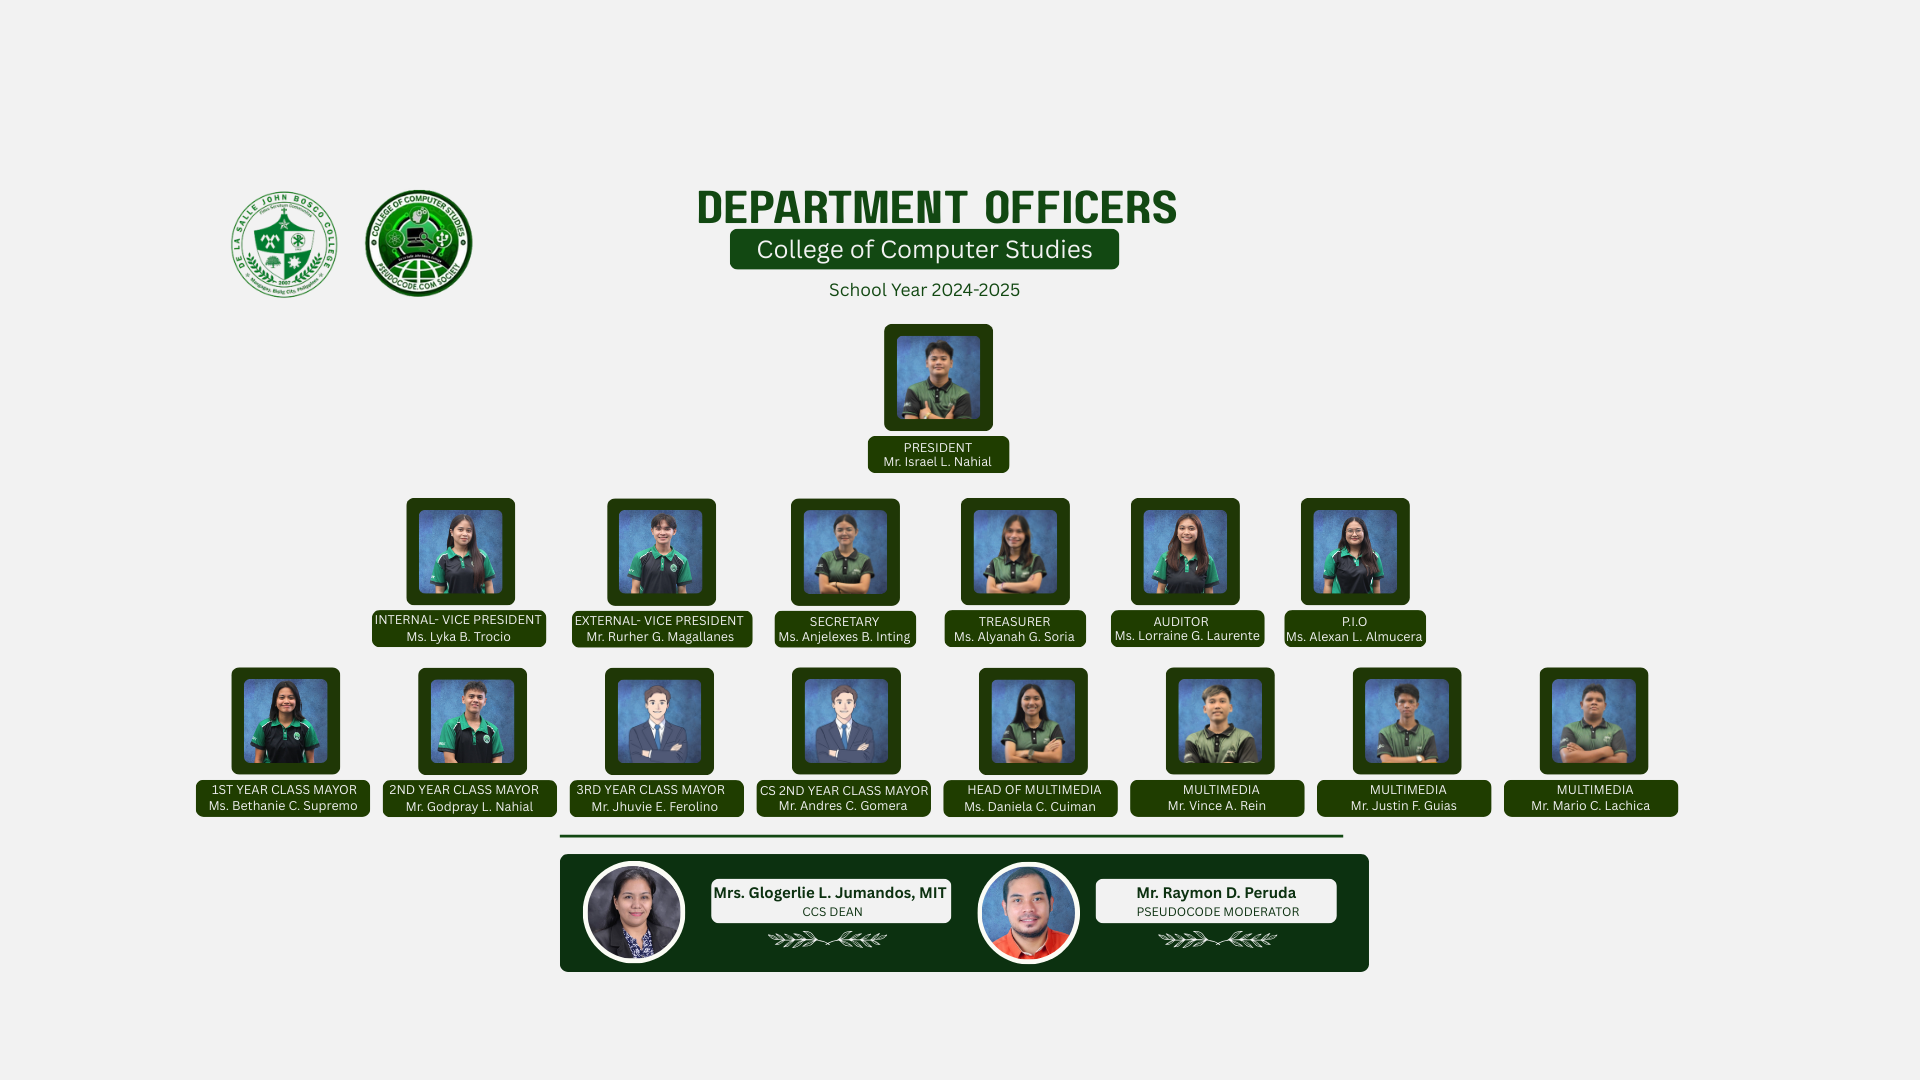 DE LA SALLE JOHN BOSCO COLLEGE
2007
Mangagoy, Bislig City, Philippines
COLLEGE OF COMPUTER STUDIES
PSEUDOCODE.COM SOCIETY
DEPARTMENT OFFICERS
College of Computer Studies
School Year 2024-2025
PRESIDENT
Mr. Israel L. Nahial
INTERNAL- VICE PRESIDENT
Ms. Lyka B. Trocio
EXTERNAL- VICE PRESIDENT
Mr. Rurher G. Magallanes
SECRETARY
Ms. Anjelexes B. Inting
TREASURER
Ms. Alyanah G. Soria
AUDITOR
Ms. Lorraine G. Laurente
P.I.O
Ms. Alexan L. Almucera
1ST YEAR CLASS MAYOR
Ms. Bethanie C. Supremo
2ND YEAR CLASS MAYOR
Mr. Godpray L. Nahial
3RD YEAR CLASS MAYOR
Mr. Jhuvie E. Ferolino
CS 2ND YEAR CLASS MAYOR
Mr. Andres C. Gomera
HEAD OF MULTIMEDIA
Ms. Daniela C. Cuiman
MULTIMEDIA
Mr. Vince A. Rein
MULTIMEDIA
Mr. Justin F. Guias
MULTIMEDIA
Mr. Mario C. Lachica
Mrs. Glogerlie L. Jumandos, MIT
CCS DEAN
Mr. Raymon D. Peruda
PSEUDOCODE MODERATOR